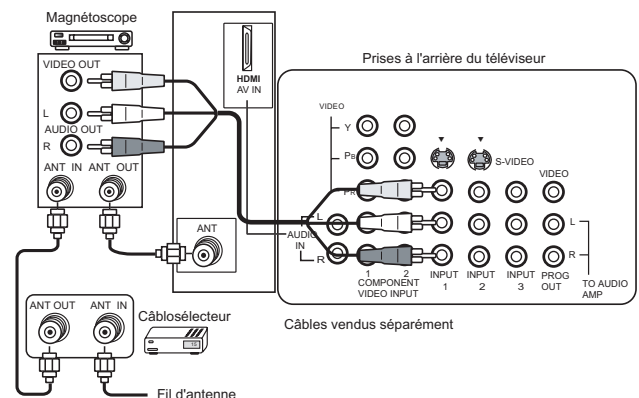 Magnétoscope
VIDEO OUT
L
AUDIO OUT
R
ANT IN ANT OUT
HDMI
AV IN
ANT
Prises à l'arrière du téléviseur
VIDEO
Y
PB
PR
S-VIDEO
VIDEO
L
AUDIO
IN
R
L
R
1 2
COMPONENT
VIDEO INPUT
INPUT
1
INPUT
2
INPUT
3
PROG
OUT
TO AUDIO
AMP
Câbles vendus séparément
ANT OUT ANT IN
Câblosélecteur
15
Fil d'antenne